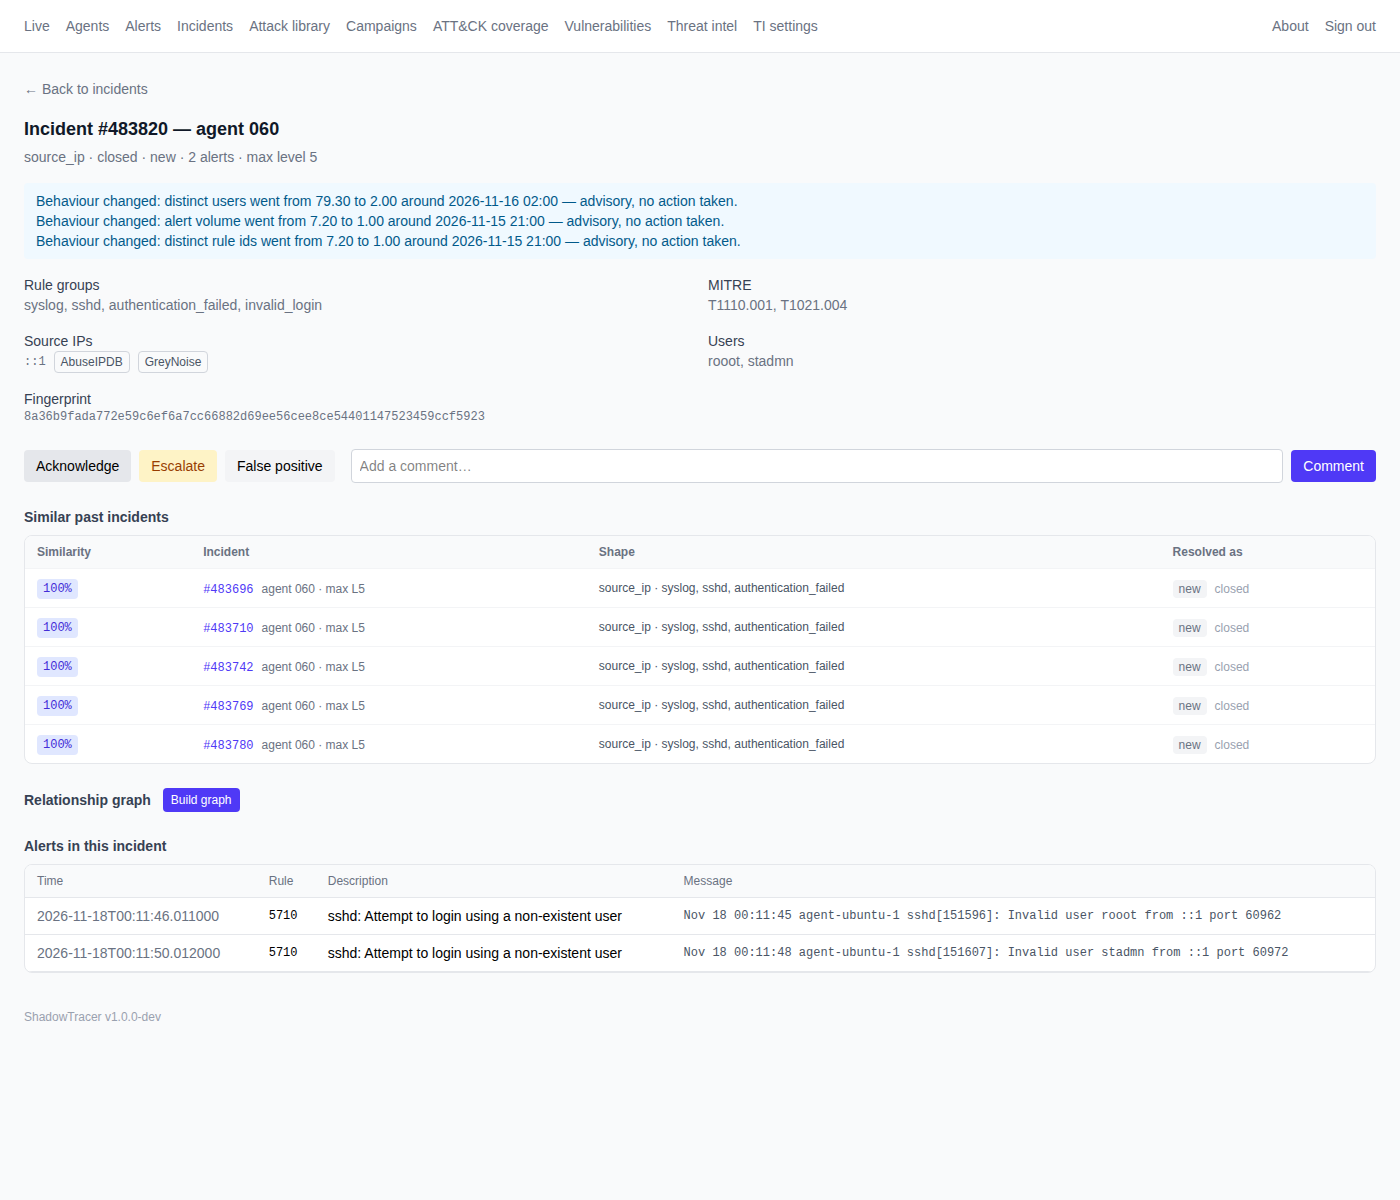 Live Agents Alerts Incidents Attack library Campaigns ATT&CK coverage Vulnerabilities Threat intel TI settings About Sign out
← Back to incidents
Incident #483820 — agent 060
source_ip · closed · new · 2 alerts · max level 5
Behaviour changed: distinct users went from 79.30 to 2.00 around 2026-11-16 02:00 — advisory, no action taken.
Behaviour changed: alert volume went from 7.20 to 1.00 around 2026-11-15 21:00 — advisory, no action taken.
Behaviour changed: distinct rule ids went from 7.20 to 1.00 around 2026-11-15 21:00 — advisory, no action taken.
Rule groups MITRE
syslog, sshd, authentication_failed, invalid_login T1110.001, T1021.004
Source IPs Users
::1 AbuseIPDB GreyNoise rooot, stadmn
Fingerprint
8a36b9fada772e59c6ef6a7cc66882d69ee56cee8ce54401147523459ccf5923
Acknowledge Escalate False positive Add a comment… Comment
Similar past incidents
Similarity Incident Shape Resolved as
100% #483696 agent 060 · max L5 source_ip · syslog, sshd, authentication_failed new closed
100% #483710 agent 060 · max L5 source_ip · syslog, sshd, authentication_failed new closed
100% #483742 agent 060 · max L5 source_ip · syslog, sshd, authentication_failed new closed
100% #483769 agent 060 · max L5 source_ip · syslog, sshd, authentication_failed new closed
100% #483780 agent 060 · max L5 source_ip · syslog, sshd, authentication_failed new closed
Relationship graph Build graph
Alerts in this incident
Time Rule Description Message
2026-11-18T00:11:46.011000 5710 sshd: Attempt to login using a non-existent user Nov 18 00:11:45 agent-ubuntu-1 sshd[151596]: Invalid user rooot from ::1 port 60962
2026-11-18T00:11:50.012000 5710 sshd: Attempt to login using a non-existent user Nov 18 00:11:48 agent-ubuntu-1 sshd[151607]: Invalid user stadmn from ::1 port 60972
ShadowTracer v1.0.0-dev